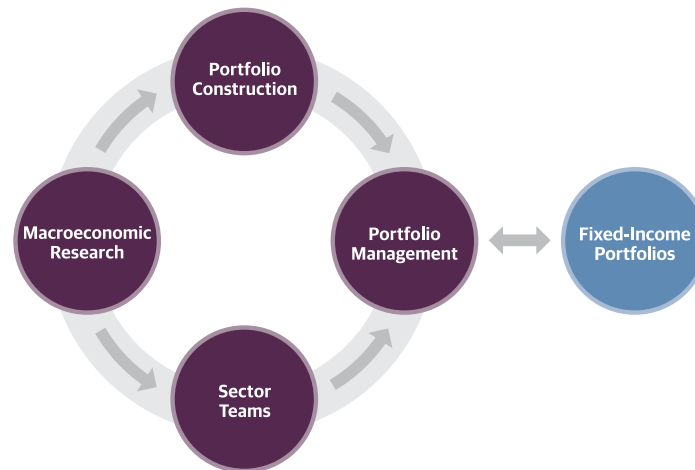 Portfolio
Construction
Macroeconomic
Research
Portfolio
Management
Fixed-Income
Portfolios
Sector
Teams